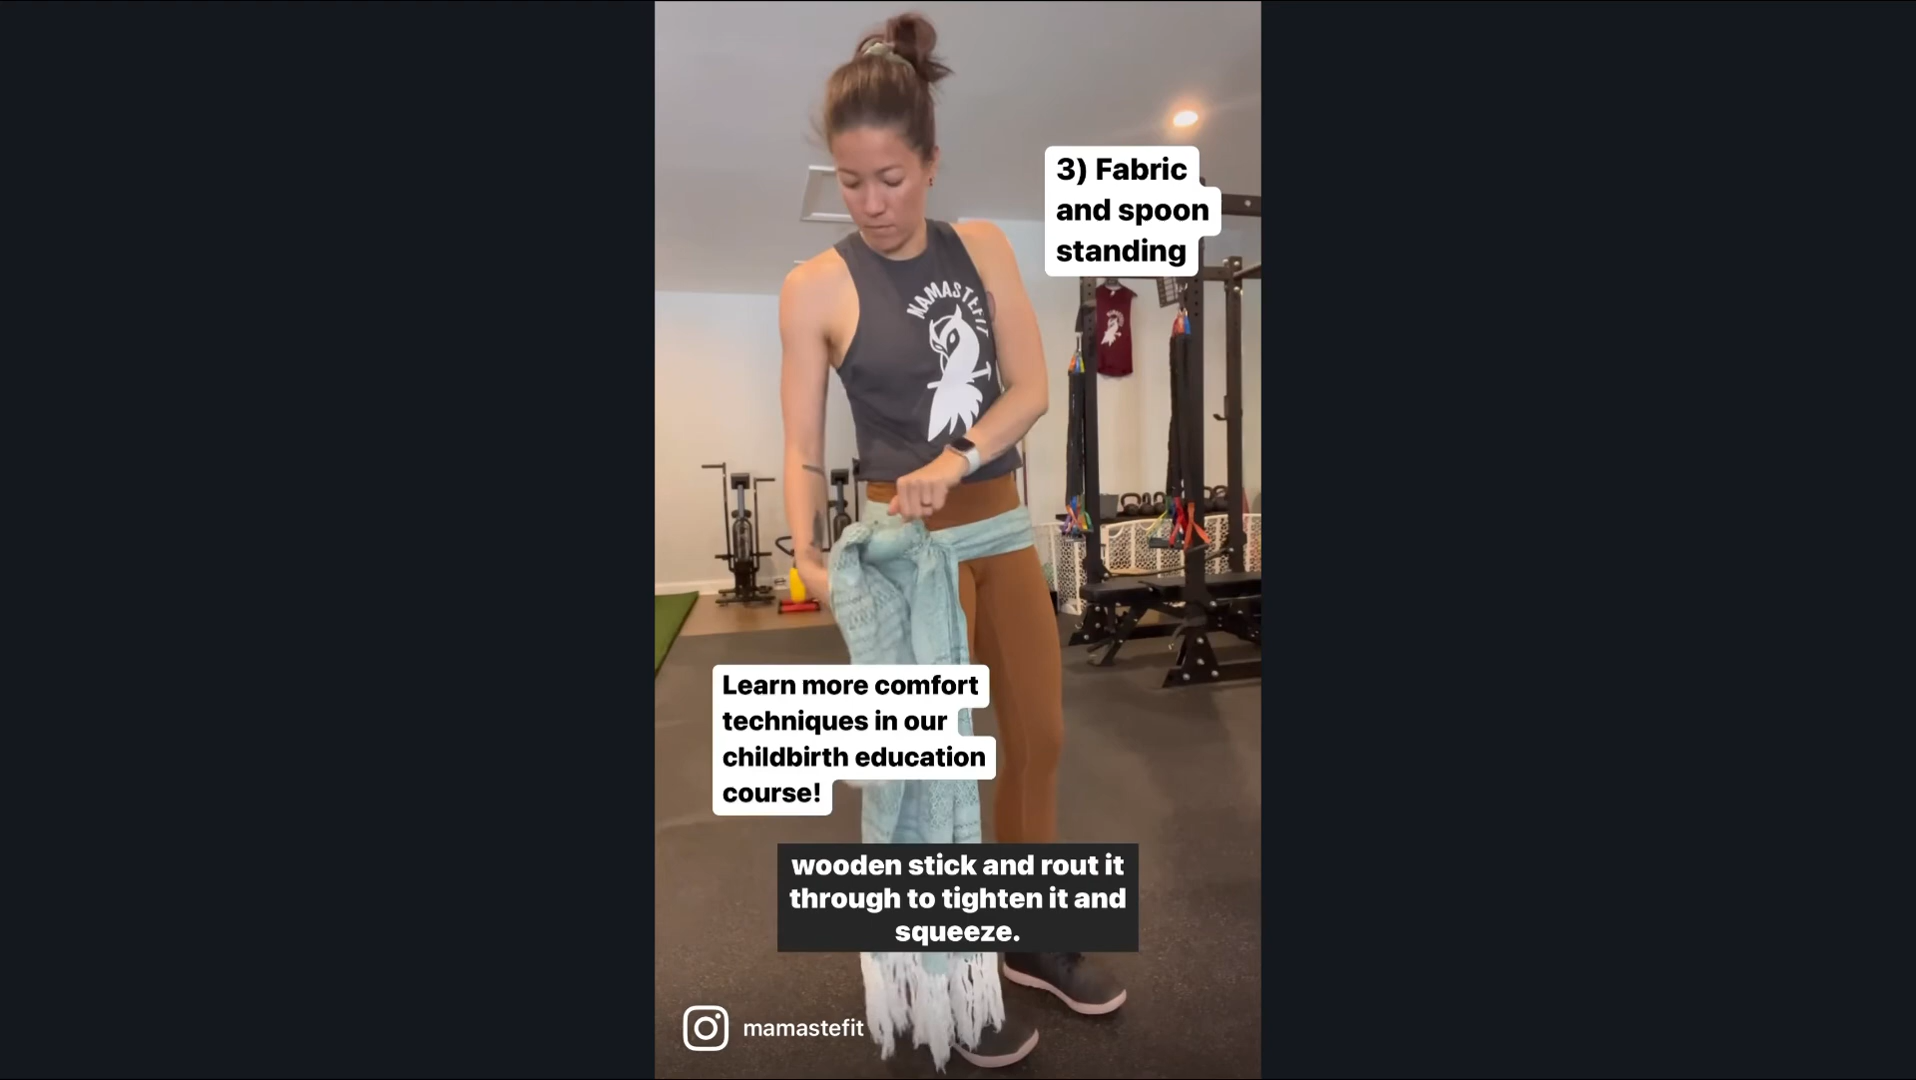 3) Fabric
and spoon
standing
NAMASTEFIT
Learn more comfort
techniques in our
childbirth education
course!
wooden stick and rout it
through to tighten it and
squeeze.
mamastefit